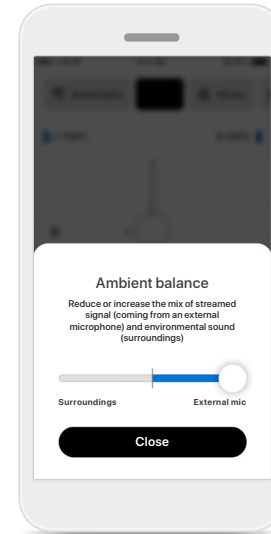 Ambient balance
Reduce or increase the mix of streamed
signal (coming from an external
microphone) and environmental sound
(surroundings)
Surroundings External mic
Close